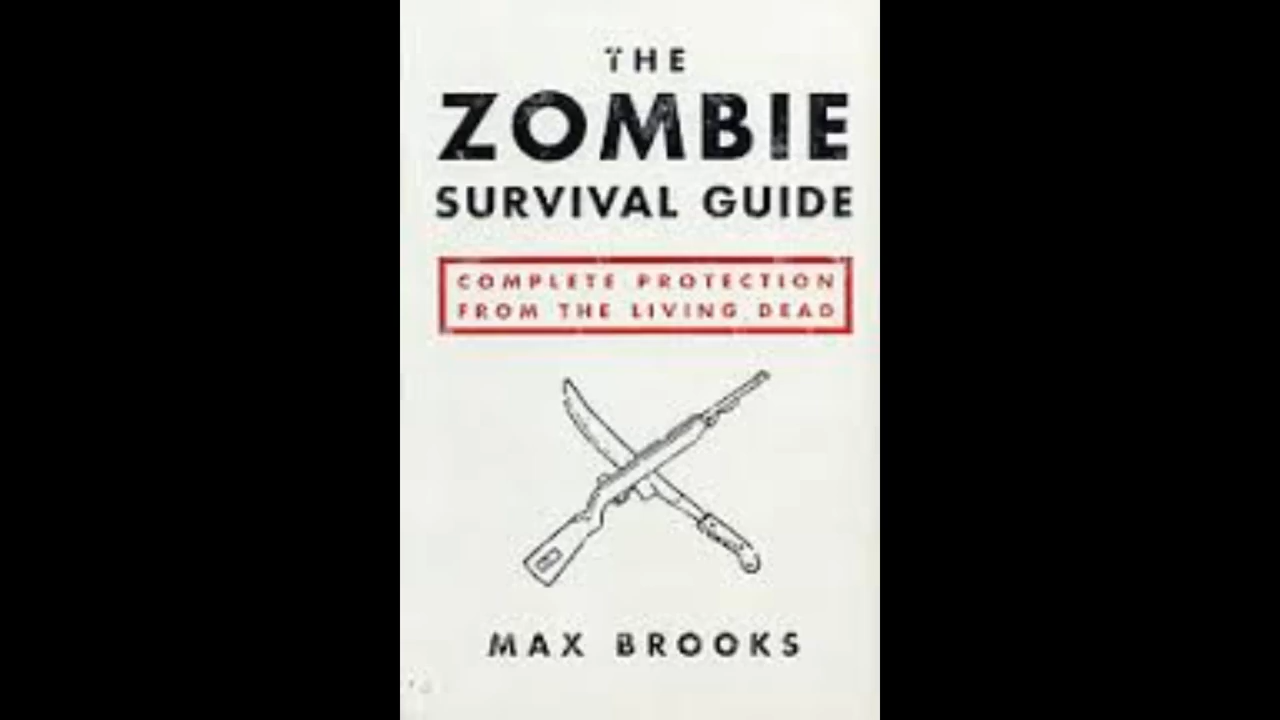 THE
ZOMBIE
SURVIVAL GUIDE
COMPLETE PROTECTION
FROM THE LIVING DEAD
MAX BROOKS